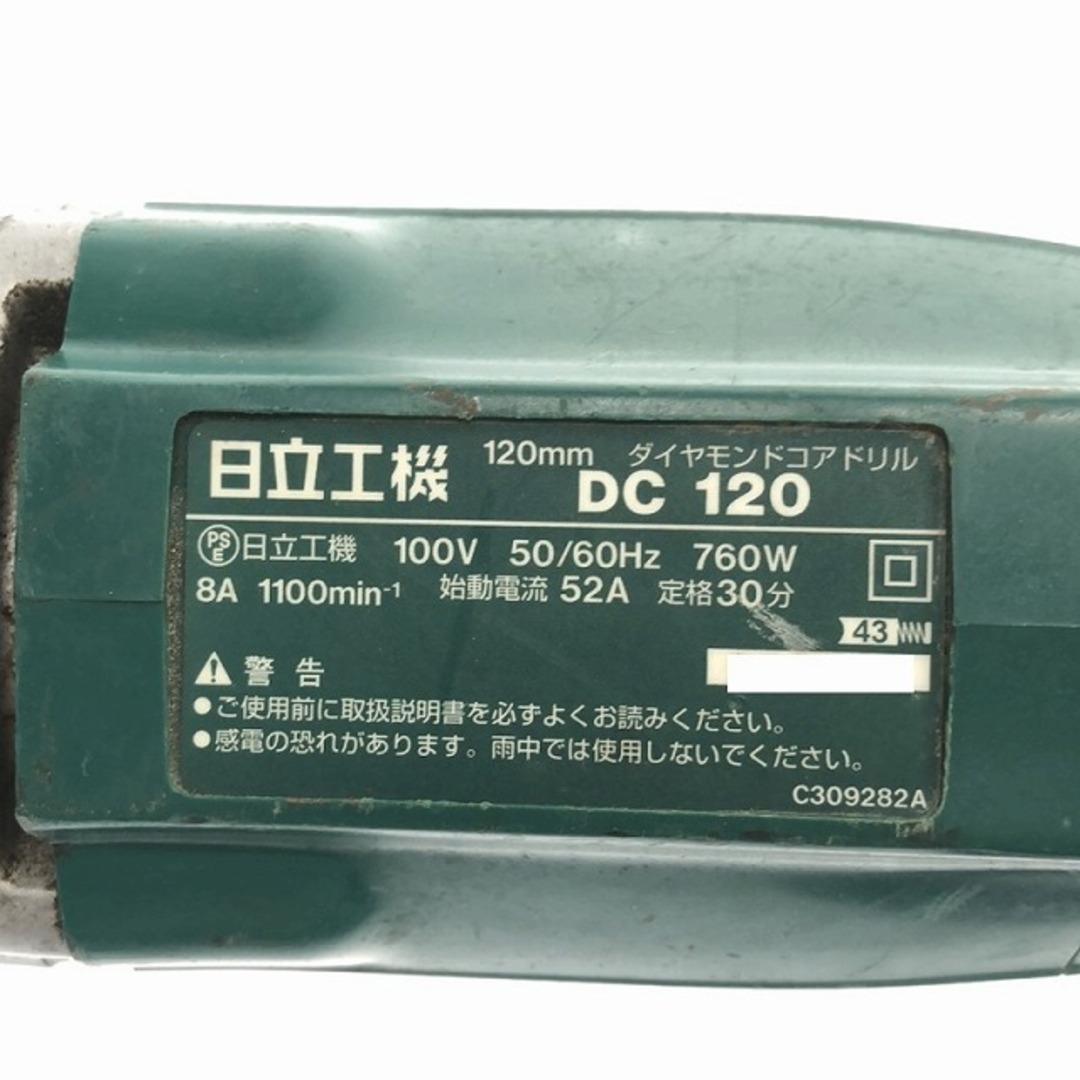 日立工機 120mm ダイヤモンドコアドリル
DC 120
PSE 日立工機 100V 50/60Hz 760W
8A 1100min⁻¹ 始動電流 52A 定格30分
43
⚠ 警告
●ご使用前に取扱説明書を必ずよくお読みください。
●感電の恐れがあります。雨中では使用しないでください。
C309282A